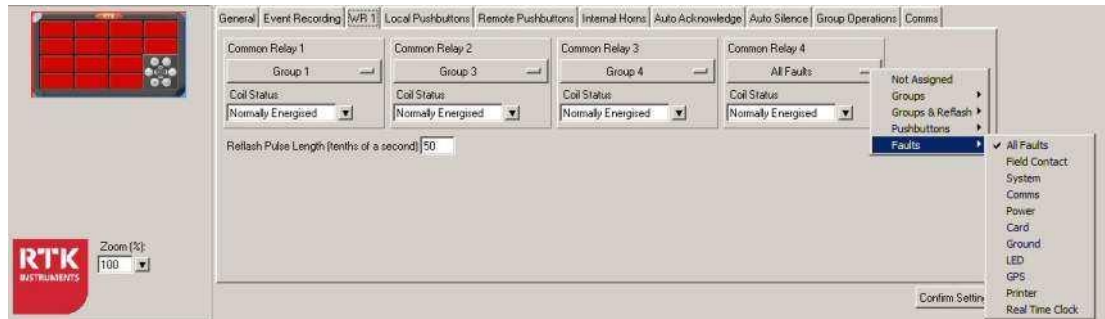 General Event Recording WR 1 Local Pushbuttons Remote Pushbuttons Internal Horns Auto Acknowledge Auto Silence Group Operations Comms
Common Relay 1 Common Relay 2 Common Relay 3 Common Relay 4
Group 1 Group 3 Group 4 All Faults
Coil Status Coil Status Coil Status Coil Status
Normally Energised Normally Energised Normally Energised Normally Energised
Reflash Pulse Length (tenths of a second) 50
Not Assigned
Groups
Groups & Reflash
Pushbuttons
Faults
All Faults
Field Contact
System
Comms
Power
Card
Ground
LED
GPS
Printer
Real Time Clock
RTK
INSTRUMENTS
Zoom (%):
100
Confirm Settin